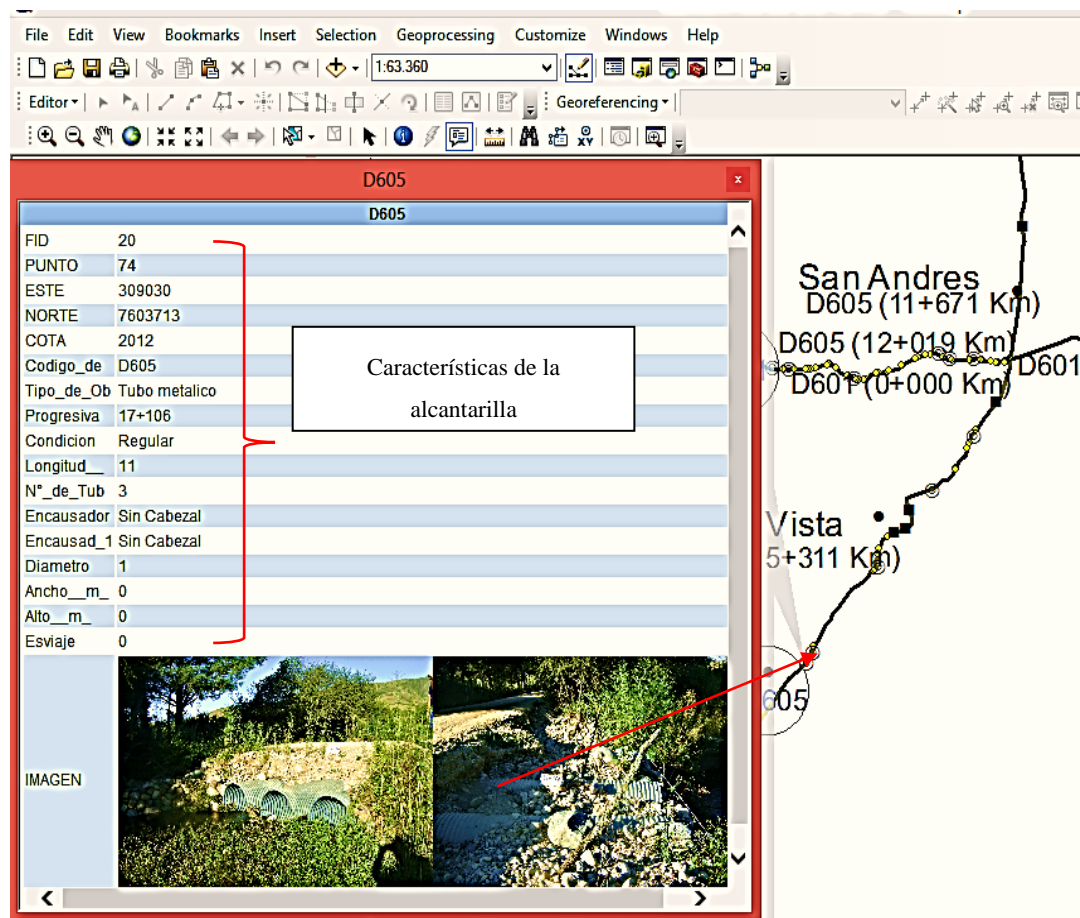 File Edit View Bookmarks Insert Selection Geoprocessing Customize Windows Help
1:63.360
Editor Georeferencing
D605
D605
FID 20
PUNTO 74
ESTE 309030
NORTE 7603713
COTA 2012
Codigo_de D605
Tipo_de_Ob Tubo metalico
Progresiva 17+106
Condicion Regular
Longitud__ 11
N°_de_Tub 3
Encausador Sin Cabezal
Encausad_1 Sin Cabezal
Diametro 1
Ancho__m_ 0
Alto__m_ 0
Esviaje 0
IMAGEN
Características de la
alcantarilla
San Andres
D605 (11+671 Km)
D605 (12+019 Km)
D601
D601 (0+000 Km)
Vista
5+311 Km)
605